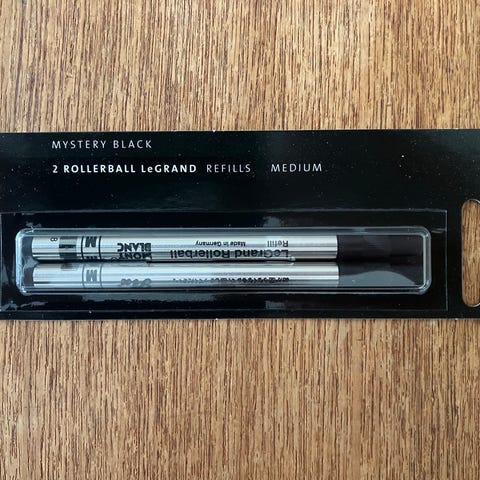 MYSTERY BLACK
2 ROLLERBALL LeGRAND REFILLS MEDIUM
LeGrand Rollerball
Refill
Made in Germany
MONT
BLANC
M
B